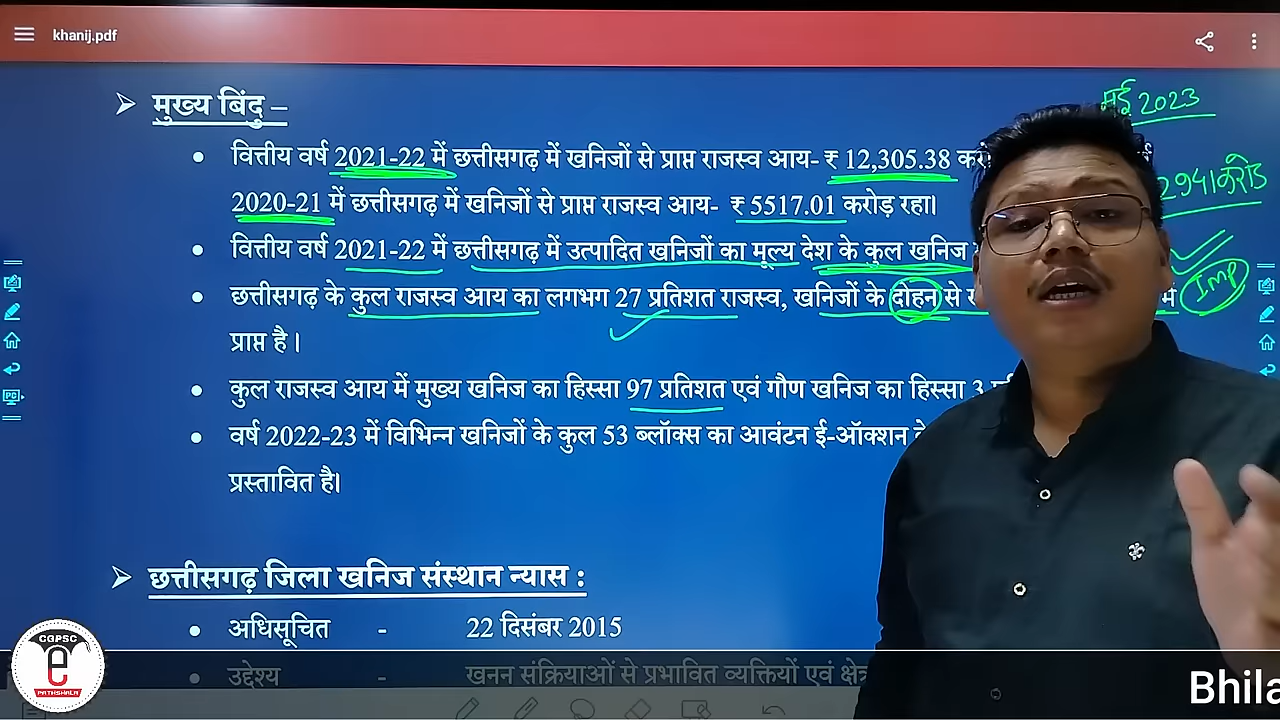 khanij.pdf
मुख्य बिंदु –
मई 2023
वित्तीय वर्ष 2021-22 में छत्तीसगढ़ में खनिजों से प्राप्त राजस्व आय- ₹ 12,305.38
2941 करोड़
2020-21 में छत्तीसगढ़ में खनिजों से प्राप्त राजस्व आय- ₹ 5517.01 करोड़ रहा।
वित्तीय वर्ष 2021-22 में छत्तीसगढ़ में उत्पादित खनिजों का मूल्य देश के कुल खनिज
छत्तीसगढ़ के कुल राजस्व आय का लगभग 27 प्रतिशत राजस्व, खनिजों के दोहन से
Imp
प्राप्त है।
कुल राजस्व आय में मुख्य खनिज का हिस्सा 97 प्रतिशत एवं गौण खनिज का हिस्सा 3
वर्ष 2022-23 में विभिन्न खनिजों के कुल 53 ब्लॉक्स का आवंटन ई-ऑक्शन
प्रस्तावित है।
छत्तीसगढ़ जिला खनिज संस्थान न्यास :
अधिसूचित - 22 दिसंबर 2015
उद्देश्य - खनन संक्रियाओं से प्रभावित व्यक्तियों एवं
CGPSC
e
PATHSHALA
Bhila